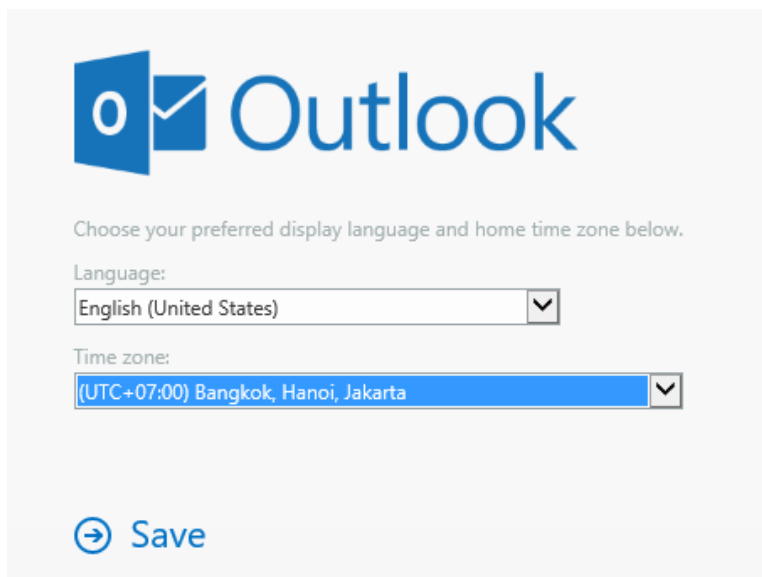 O Outlook
Choose your preferred display language and home time zone below.
Language:
English (United States)
Time zone:
(UTC+07:00) Bangkok, Hanoi, Jakarta
Save